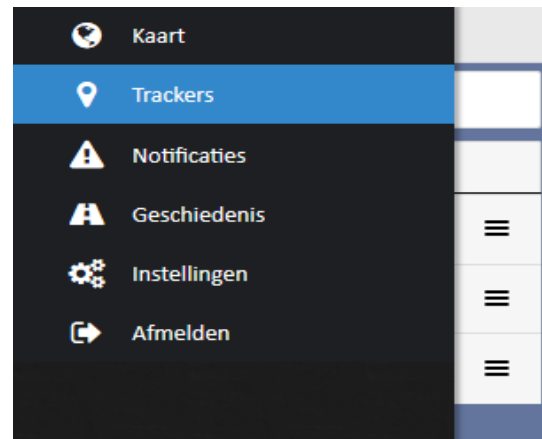 Kaart
Trackers
Notificaties
Geschiedenis
Instellingen
Afmelden